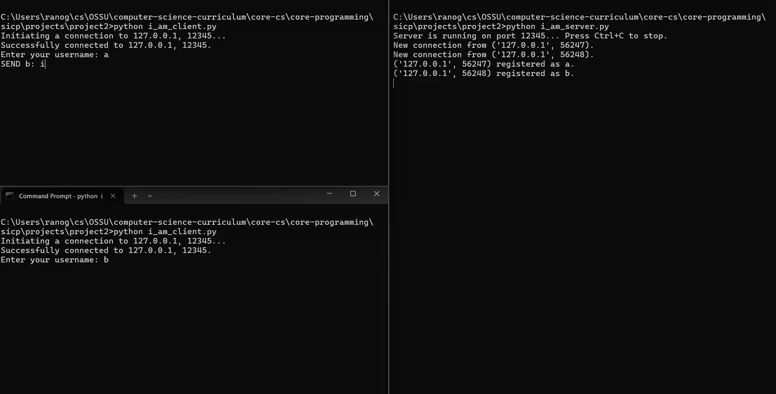 C:\Users\ranog\cs\OSSU\computer-science-curriculum\core-cs\core-programming\
sicp\projects\project2>python i_am_client.py
Initiating a connection to 127.0.0.1, 12345...
Successfully connected to 127.0.0.1, 12345.
Enter your username: a
SEND b: i
Command Prompt - python i
C:\Users\ranog\cs\OSSU\computer-science-curriculum\core-cs\core-programming\
sicp\projects\project2>python i_am_client.py
Initiating a connection to 127.0.0.1, 12345...
Successfully connected to 127.0.0.1, 12345.
Enter your username: b
C:\Users\ranog\cs\OSSU\computer-science-curriculum\core-cs\core-programming\
sicp\projects\project2>python i_am_server.py
Server is running on port 12345... Press Ctrl+C to stop.
New connection from ('127.0.0.1', 56247).
New connection from ('127.0.0.1', 56248).
('127.0.0.1', 56247) registered as a.
('127.0.0.1', 56248) registered as b.